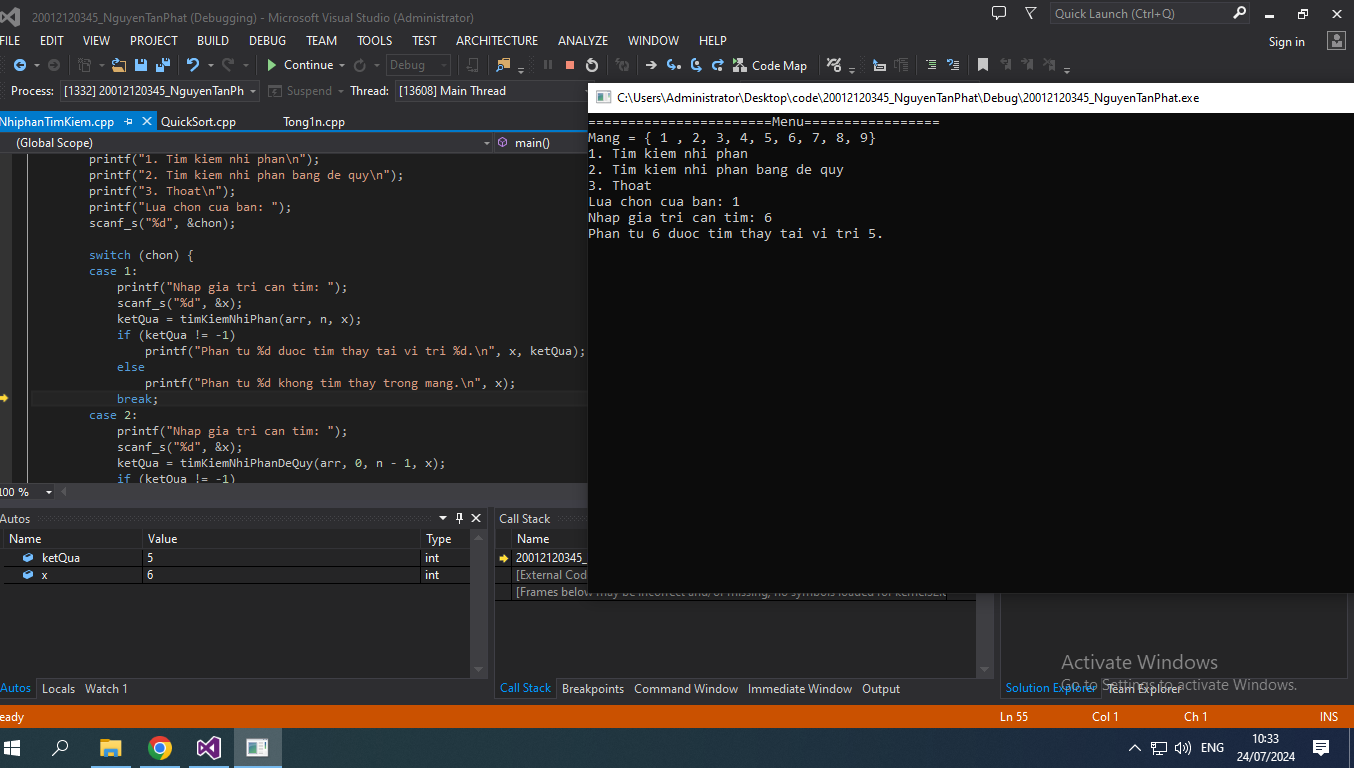 20012120345_NguyenTanPhat (Debugging) - Microsoft Visual Studio (Administrator)
Quick Launch (Ctrl+Q)
FILE EDIT VIEW PROJECT BUILD DEBUG TEAM TOOLS TEST ARCHITECTURE ANALYZE WINDOW HELP
Sign in
Continue Debug Code Map
Process: [1332] 20012120345_NguyenTanPh Suspend Thread: [13608] Main Thread
NhiphanTimKiem.cpp QuickSort.cpp Tong1n.cpp
(Global Scope) main()
printf("1. Tim kiem nhi phan\n");
printf("2. Tim kiem nhi phan bang de quy\n");
printf("3. Thoat\n");
printf("Lua chon cua ban: ");
scanf_s("%d", &chon);
switch (chon) {
case 1:
printf("Nhap gia tri can tim: ");
scanf_s("%d", &x);
ketQua = timKiemNhiPhan(arr, n, x);
if (ketQua != -1)
printf("Phan tu %d duoc tim thay tai vi tri %d.\n", x, ketQua);
else
printf("Phan tu %d khong tim thay trong mang.\n", x);
break;
case 2:
printf("Nhap gia tri can tim: ");
scanf_s("%d", &x);
ketQua = timKiemNhiPhanDeQuy(arr, 0, n - 1, x);
if (ketQua != -1)
100 %
C:\Users\Administrator\Desktop\code\20012120345_NguyenTanPhat\Debug\20012120345_NguyenTanPhat.exe
=======================Menu=================
Mang = { 1 , 2, 3, 4, 5, 6, 7, 8, 9}
1. Tim kiem nhi phan
2. Tim kiem nhi phan bang de quy
3. Thoat
Lua chon cua ban: 1
Nhap gia tri can tim: 6
Phan tu 6 duoc tim thay tai vi tri 5.
Autos
Name Value Type
ketQua 5 int
x 6 int
Autos Locals Watch 1
Call Stack
Name
20012120345_
[External Cod
[Frames below may be incorrect and/or missing, no symbols loaded for kernel32.
Call Stack Breakpoints Command Window Immediate Window Output
Solution Explorer Team Explorer
Activate Windows
Go to Settings to activate Windows.
eady Ln 55 Col 1 Ch 1 INS
ENG
10:33
24/07/2024